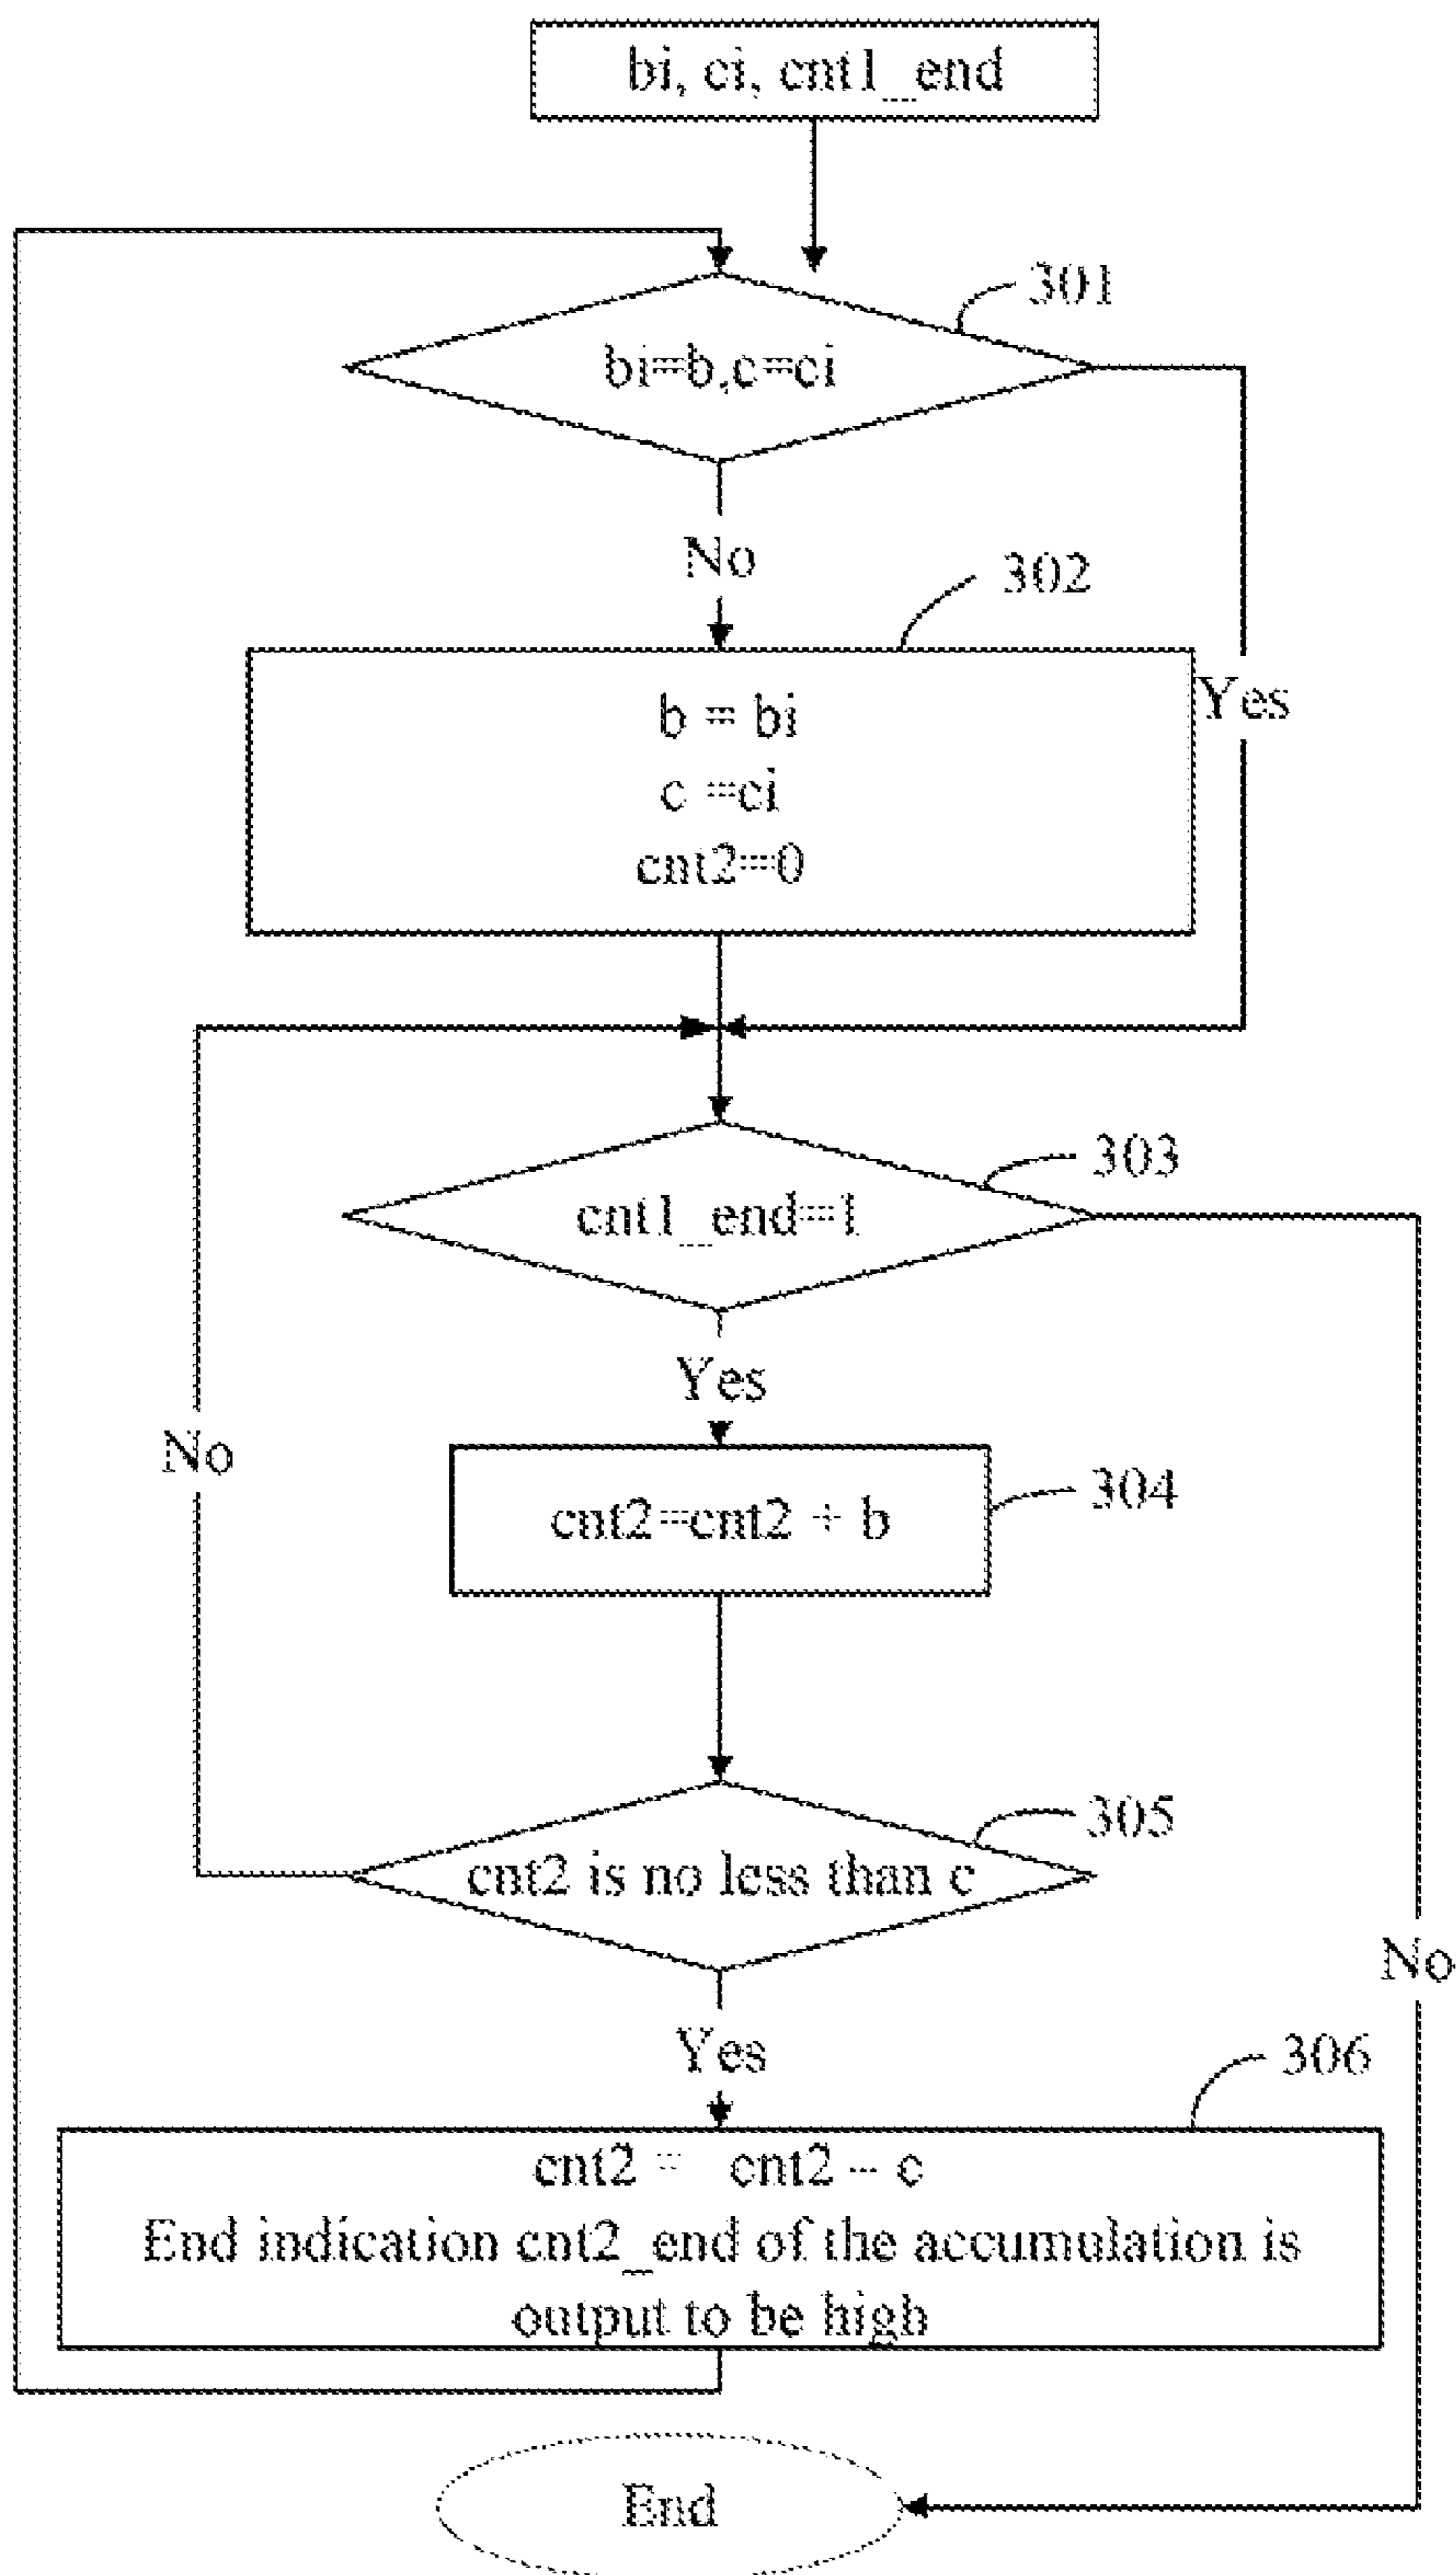 bi, ci, cnt1_end
301
bi=b,c=ci
No
302
b = bi
Yes
c =ci
cnt2=0
303
cnt1_end=1
Yes
No
304
cnt2=cnt2 + b
305
cnt2 is no less than c
No
Yes
306
cnt2 = cnt2 - c
End indication cnt2_end of the accumulation is
output to be high
End